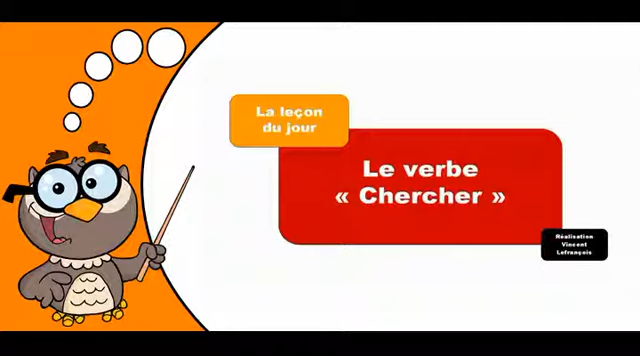 La leçon
du jour
Le verbe
« Chercher »
Réalisation
Vincent
Lefrançois